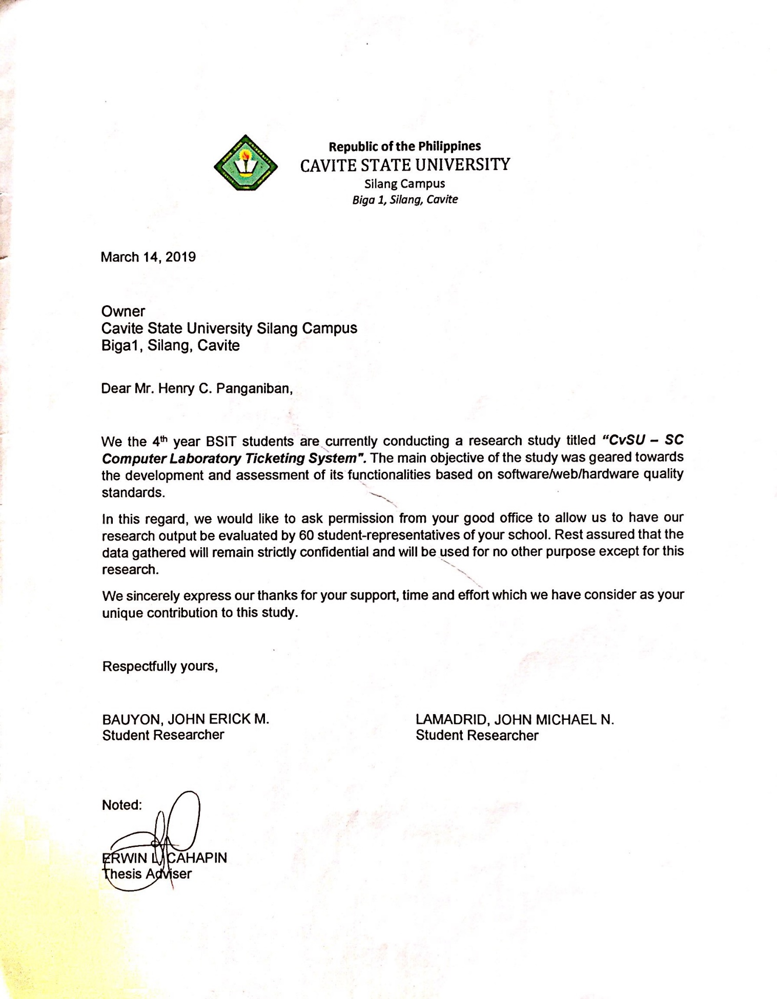 Republic of the Philippines
CAVITE STATE UNIVERSITY
Silang Campus
Biga 1, Silang, Cavite
March 14, 2019
Owner
Cavite State University Silang Campus
Biga1, Silang, Cavite
Dear Mr. Henry C. Panganiban,
We the 4th year BSIT students are currently conducting a research study titled “CvSU – SC
Computer Laboratory Ticketing System”. The main objective of the study was geared towards
the development and assessment of its functionalities based on software/web/hardware quality
standards.
In this regard, we would like to ask permission from your good office to allow us to have our
research output be evaluated by 60 student-representatives of your school. Rest assured that the
data gathered will remain strictly confidential and will be used for no other purpose except for this
research.
We sincerely express our thanks for your support, time and effort which we have consider as your
unique contribution to this study.
Respectfully yours,
BAUYON, JOHN ERICK M.
Student Researcher
LAMADRID, JOHN MICHAEL N.
Student Researcher
Noted:
ERWIN L. CAHAPIN
Thesis Adviser